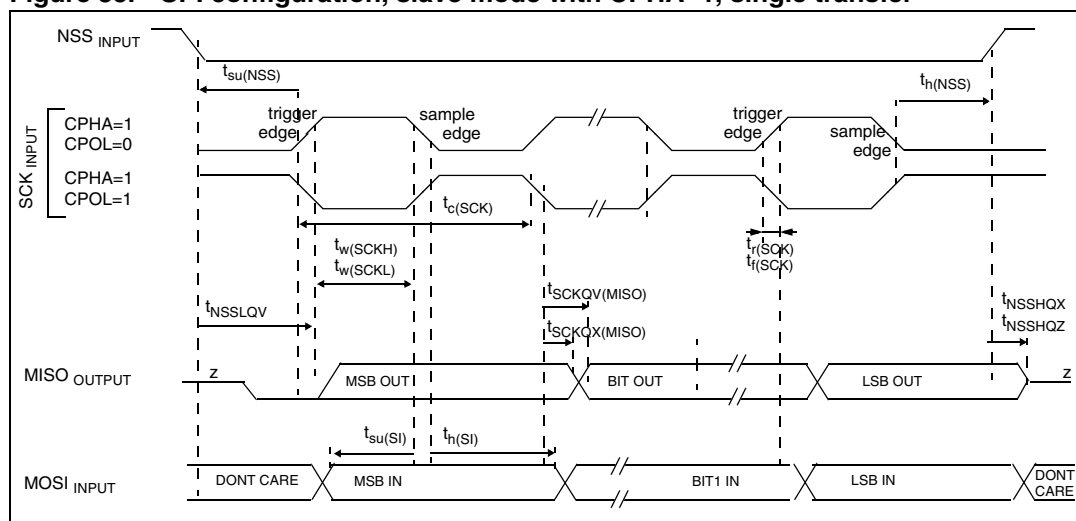 NSS INPUT
tsu(NSS)
th(NSS)
trigger edge
sample edge
trigger edge
sample edge
SCK INPUT
CPHA=1
CPOL=0
CPHA=1
CPOL=1
tc(SCK)
tw(SCKH)
tw(SCKL)
tr(SCK)
tf(SCK)
tNSSLQV
tSCKQV(MISO)
tSCKQX(MISO)
tNSSHQX
tNSSHQZ
MISO OUTPUT
z
MSB OUT
BIT OUT
LSB OUT
z
tsu(SI)
th(SI)
MOSI INPUT
DONT CARE
MSB IN
BIT1 IN
LSB IN
DONT CARE